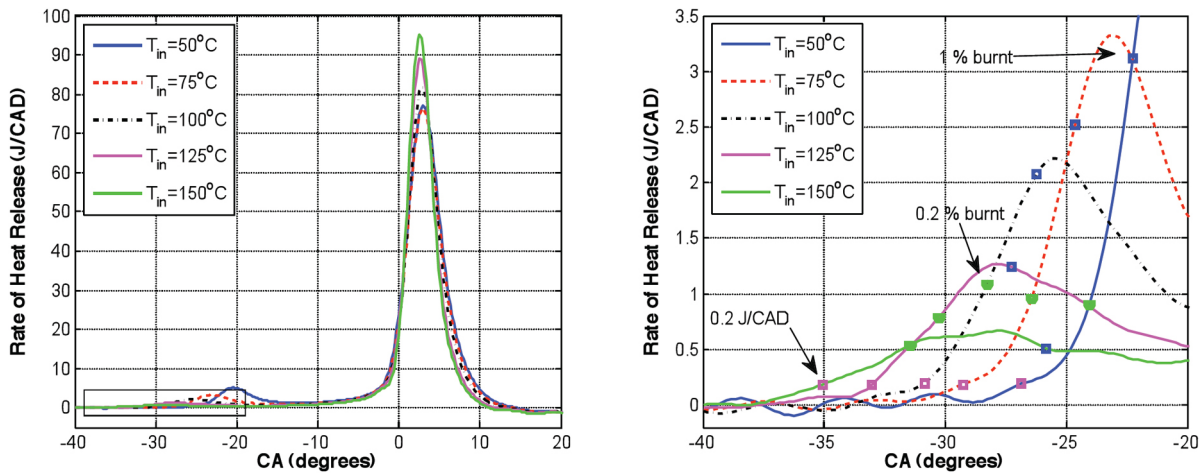 Rate of Heat Release (J/CAD)
100
90
80
70
60
50
40
30
20
10
0
-40
-30
-20
-10
0
10
20
CA (degrees)
T_in=50°C
T_in=75°C
T_in=100°C
T_in=125°C
T_in=150°C
Rate of Heat Release (J/CAD)
3.5
3
2.5
2
1.5
1
0.5
0
-40
-35
-30
-25
-20
CA (degrees)
T_in=50°C
T_in=75°C
T_in=100°C
T_in=125°C
T_in=150°C
1 % burnt
0.2 % burnt
0.2 J/CAD